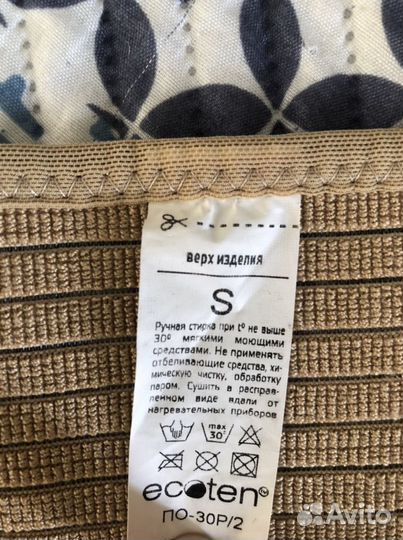 верх изделия
S
Ручная стирка при t° не выше
30° мягкими моющими
средствами. Не применять
отбеливающие средства, хи-
мическую чистку, обработку
паром. Сушить в расправ-
ленном виде вдали от
нагревательных приборов
max
30°
ecoten
ПО-30Р/2
Avito